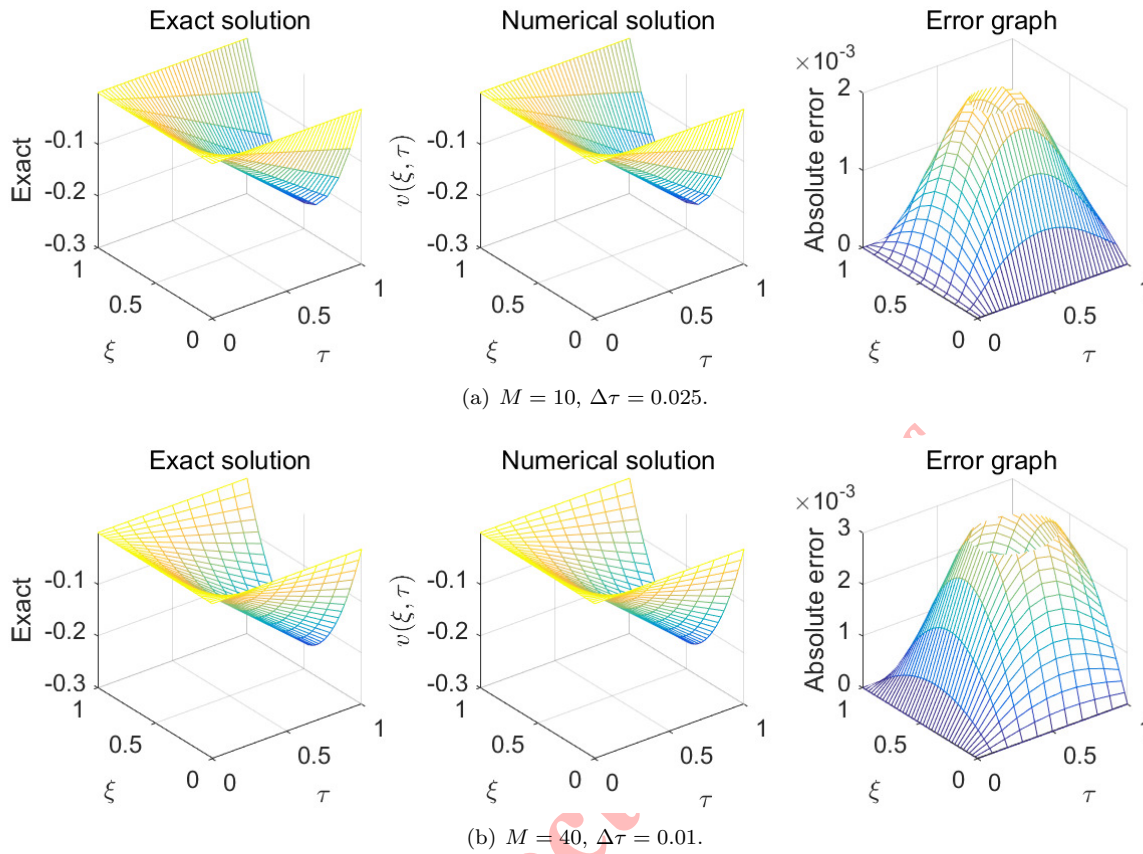 Exact solution
Numerical solution
Error graph
×10⁻³
Exact
-0.1
-0.2
-0.3
1
0.5
0
ξ
0
0.5
1
τ
v(ξ, τ)
-0.1
-0.2
-0.3
1
0.5
0
ξ
0
0.5
1
τ
Absolute error
2
1
0
1
0.5
0
ξ
0
0.5
1
τ
(a) M = 10, Δτ = 0.025.
Exact solution
Numerical solution
Error graph
×10⁻³
Exact
-0.1
-0.2
-0.3
1
0.5
0
ξ
0
0.5
1
τ
v(ξ, τ)
-0.1
-0.2
-0.3
1
0.5
0
ξ
0
0.5
1
τ
Absolute error
3
2
1
0
1
0.5
0
ξ
0
0.5
1
τ
(b) M = 40, Δτ = 0.01.